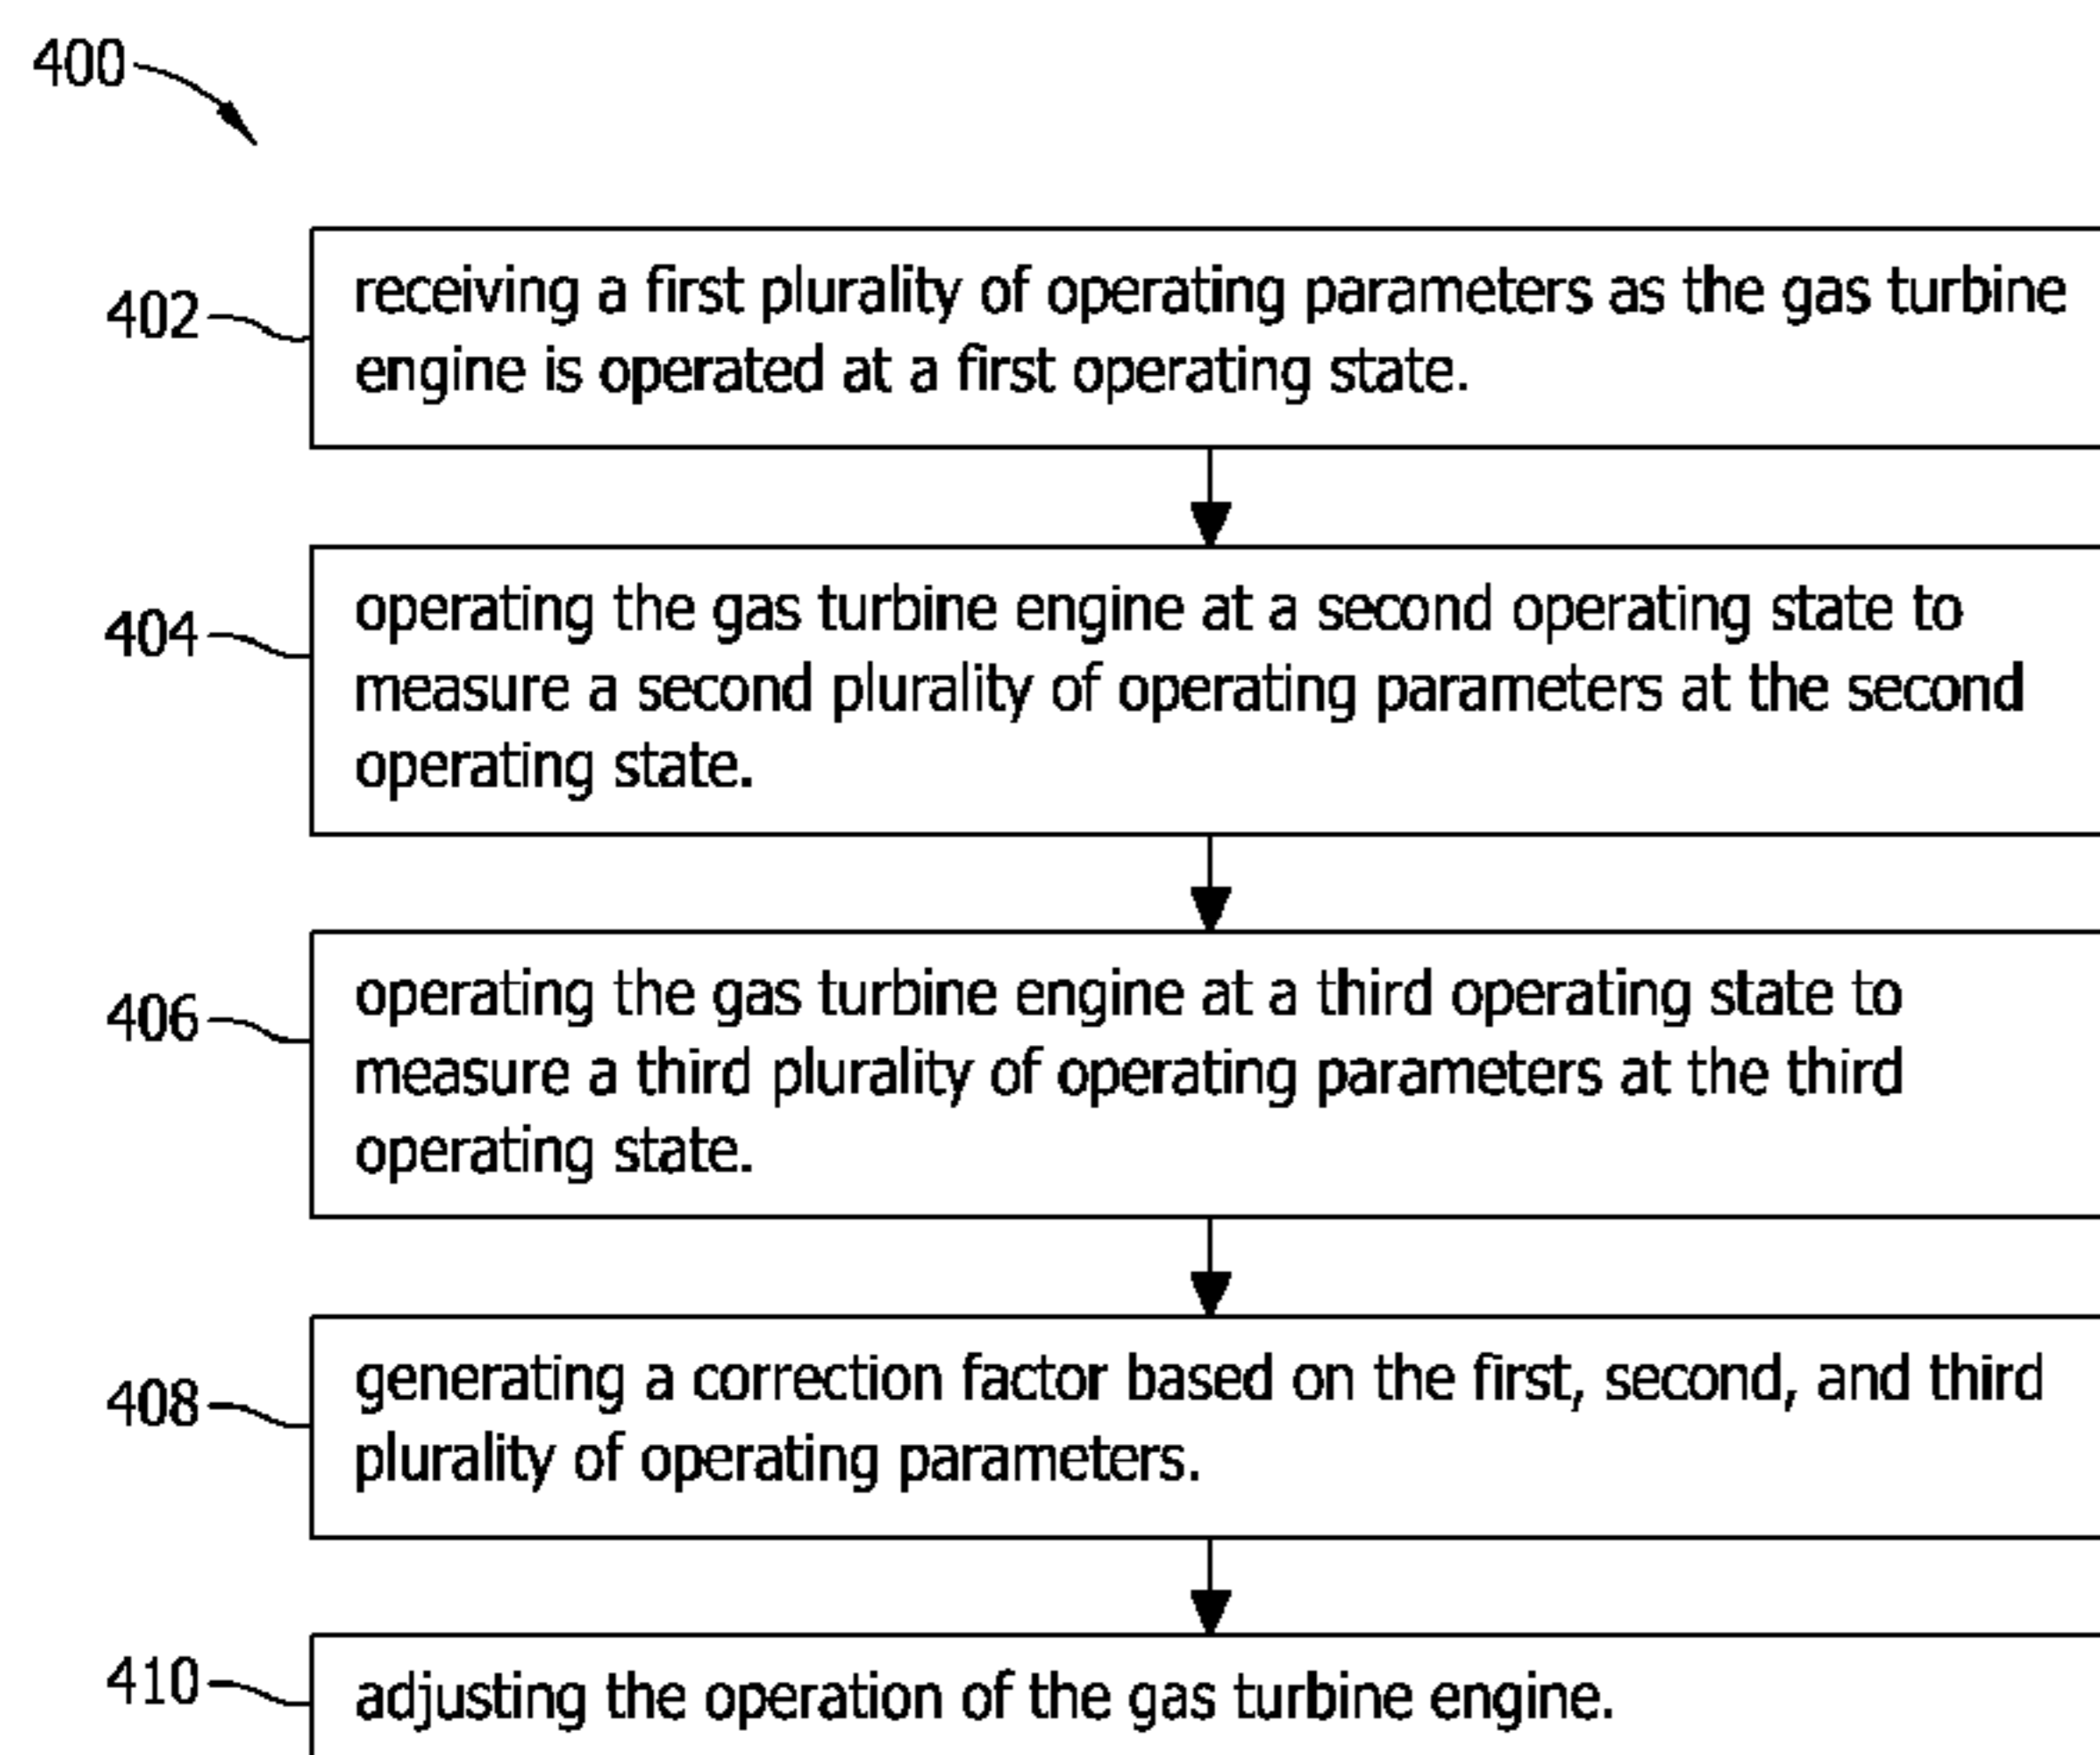 400
402
receiving a first plurality of operating parameters as the gas turbine
engine is operated at a first operating state.
404
operating the gas turbine engine at a second operating state to
measure a second plurality of operating parameters at the second
operating state.
406
operating the gas turbine engine at a third operating state to
measure a third plurality of operating parameters at the third
operating state.
408
generating a correction factor based on the first, second, and third
plurality of operating parameters.
410
adjusting the operation of the gas turbine engine.